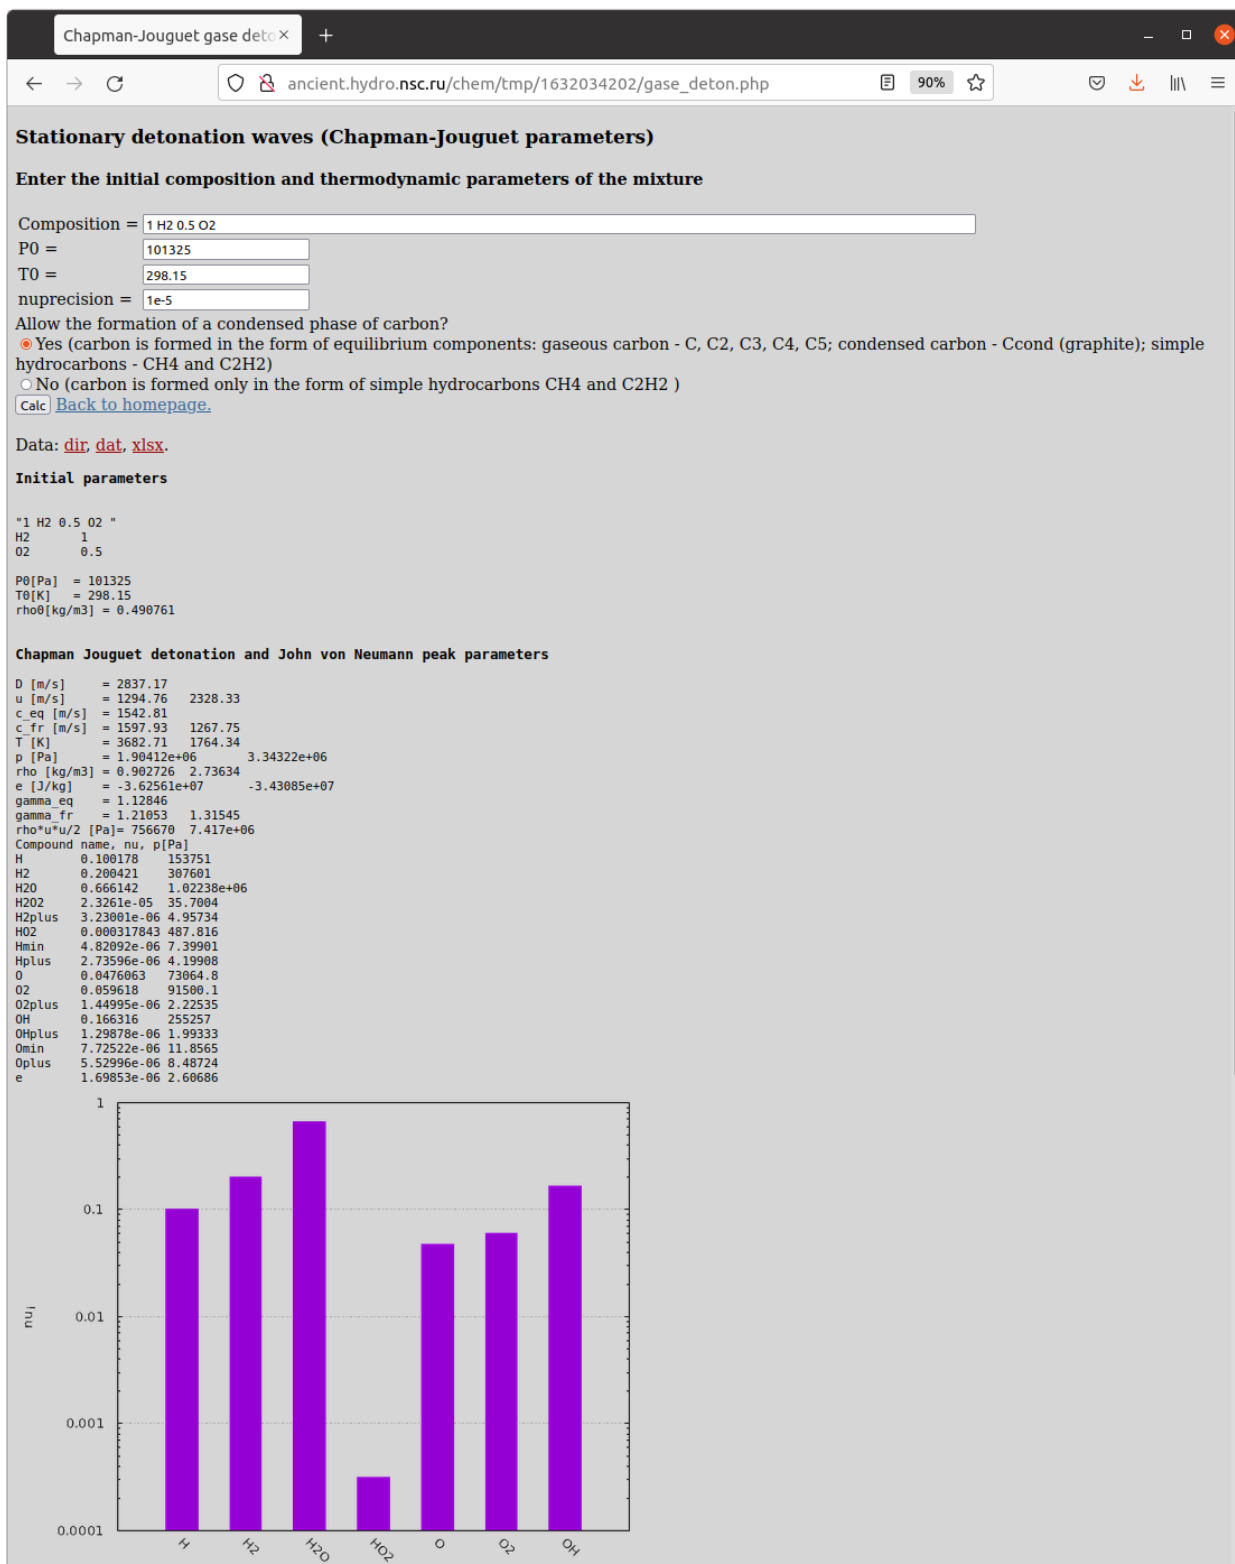 Chapman-Jouguet gase deto
ancient.hydro.nsc.ru/chem/tmp/1632034202/gase_deton.php 90%
Stationary detonation waves (Chapman-Jouguet parameters)
Enter the initial composition and thermodynamic parameters of the mixture
Composition = 1 H2 0.5 O2
P0 = 101325
T0 = 298.15
nuprecision = 1e-5
Allow the formation of a condensed phase of carbon?
Yes (carbon is formed in the form of equilibrium components: gaseous carbon - C, C2, C3, C4, C5; condensed carbon - Ccond (graphite); simple
hydrocarbons - CH4 and C2H2)
No (carbon is formed only in the form of simple hydrocarbons CH4 and C2H2 )
Calc Back to homepage.
Data: dir, dat, xlsx.
Initial parameters
"1 H2 0.5 O2 "
H2 1
O2 0.5
P0[Pa] = 101325
T0[K] = 298.15
rho0[kg/m3] = 0.490761
Chapman Jouguet detonation and John von Neumann peak parameters
D [m/s] = 2837.17
u [m/s] = 1294.76 2328.33
c_eq [m/s] = 1542.81
c_fr [m/s] = 1597.93 1267.75
T [K] = 3682.71 1764.34
p [Pa] = 1.90412e+06 3.34322e+06
rho [kg/m3] = 0.902726 2.73634
e [J/kg] = -3.62561e+07 -3.43085e+07
gamma_eq = 1.12846
gamma_fr = 1.21053 1.31545
rho*u*u/2 [Pa]= 756670 7.417e+06
Compound name, nu, p[Pa]
H 0.100178 153751
H2 0.200421 307601
H2O 0.666142 1.02238e+06
H2O2 2.3261e-05 35.7004
H2plus 3.23001e-06 4.95734
HO2 0.000317843 487.816
Hmin 4.82092e-06 7.39901
Hplus 2.73596e-06 4.19908
O 0.0476063 73064.8
O2 0.059618 91500.1
O2plus 1.44995e-06 2.22535
OH 0.166316 255257
OHplus 1.29878e-06 1.99333
Omin 7.72522e-06 11.8565
Oplus 5.52996e-06 8.48724
e 1.69853e-06 2.60686
1
0.1
0.01
0.001
0.0001
nu
H H2 H2O HO2 O O2 OH